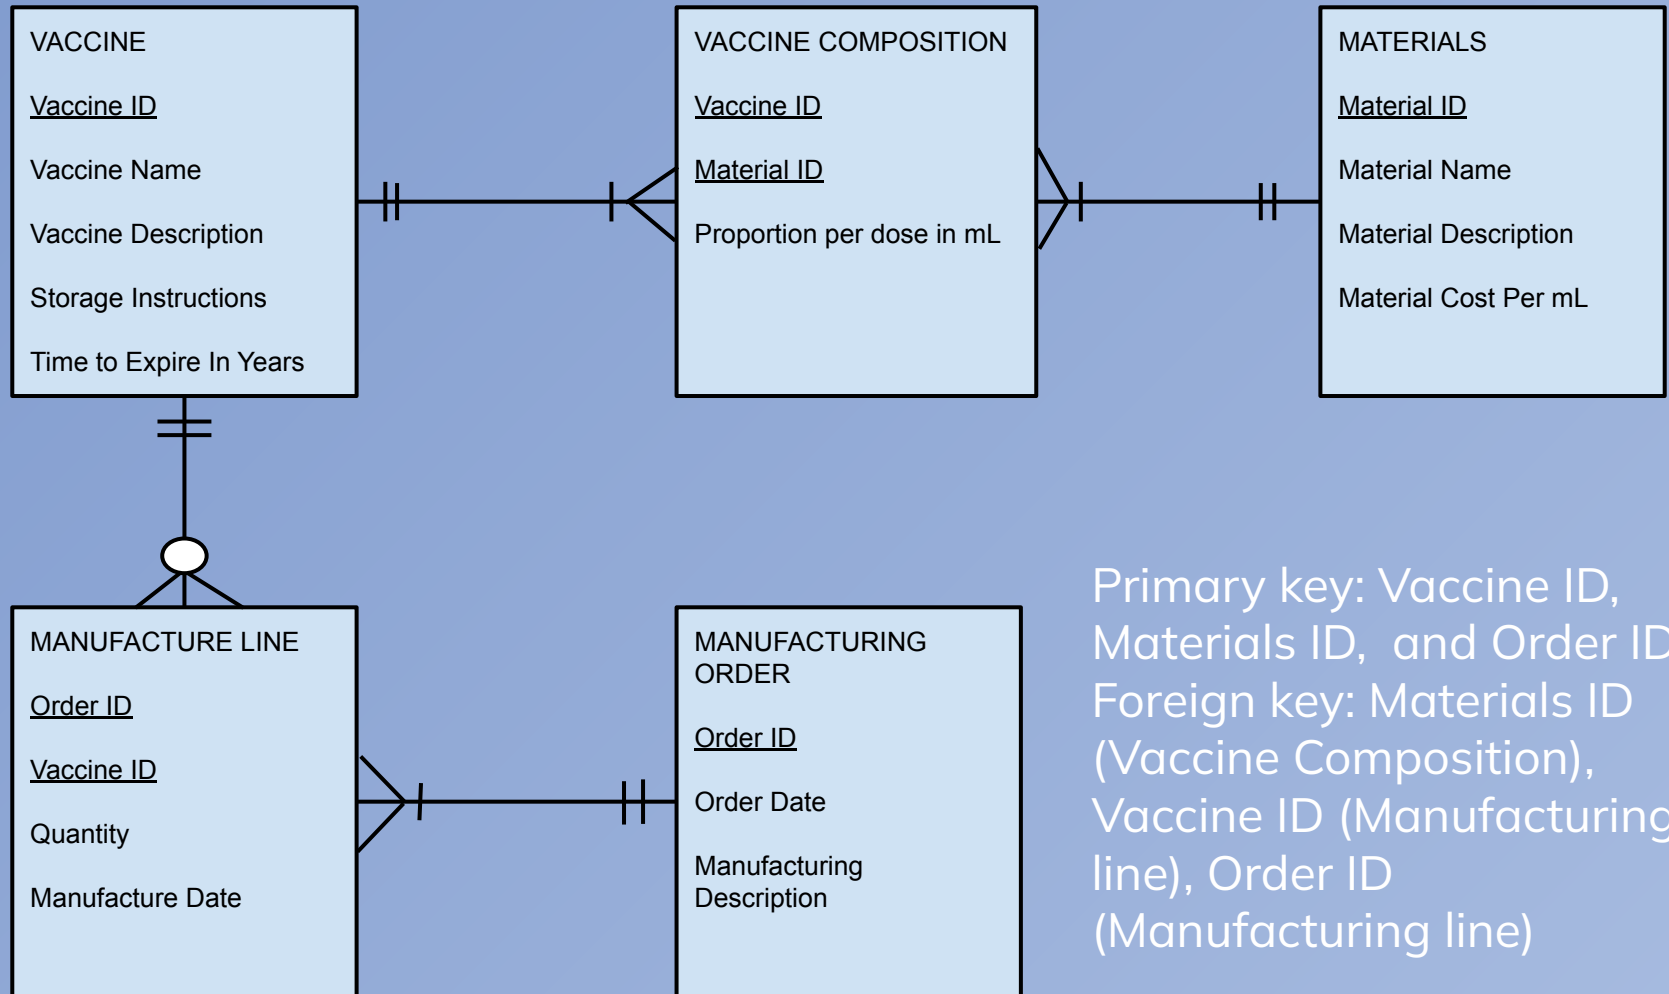 VACCINE
Vaccine ID
Vaccine Name
Vaccine Description
Storage Instructions
Time to Expire In Years
VACCINE COMPOSITION
Vaccine ID
Material ID
Proportion per dose in mL
MATERIALS
Material ID
Material Name
Material Description
Material Cost Per mL
MANUFACTURE LINE
Order ID
Vaccine ID
Quantity
Manufacture Date
MANUFACTURING
ORDER
Order ID
Order Date
Manufacturing
Description
Primary key: Vaccine ID,
Materials ID, and Order ID
Foreign key: Materials ID
(Vaccine Composition),
Vaccine ID (Manufacturing
line), Order ID
(Manufacturing line)